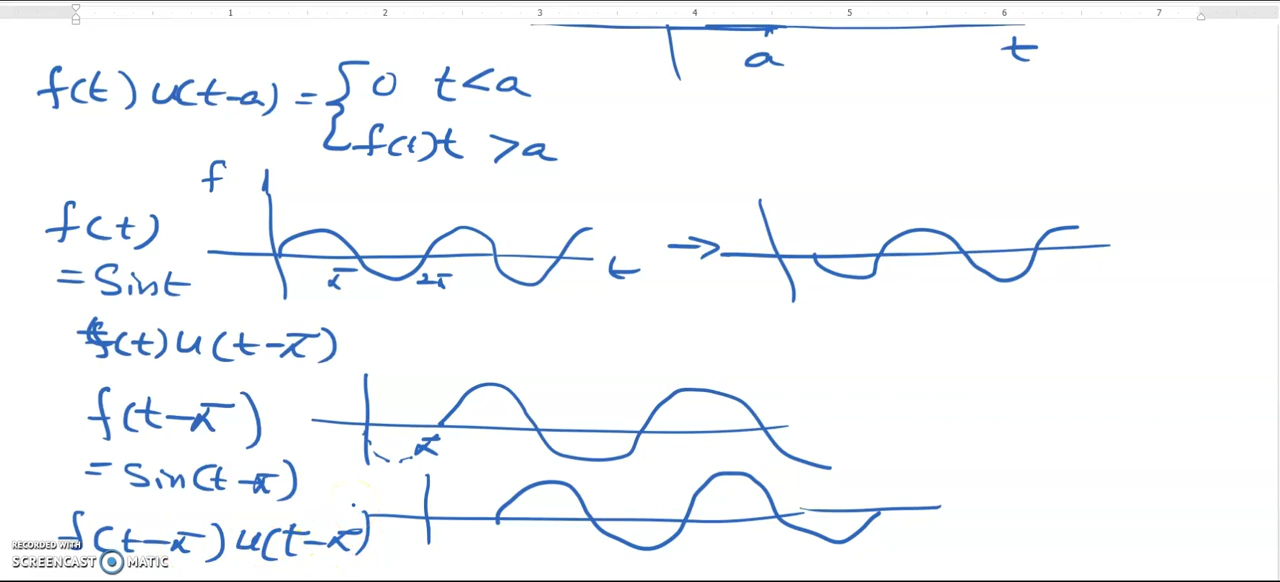 1 2 3 4 5 6 7
a t
f(t) u(t-a) = { 0 t<a
f(t) t >a
f
f(t)
= Sint
π 2π t →
f(t) u(t-π)
f(t-π)
π
= Sin(t-π)
f(t-π) u(t-π)
RECORDED WITH
SCREENCAST MATIC